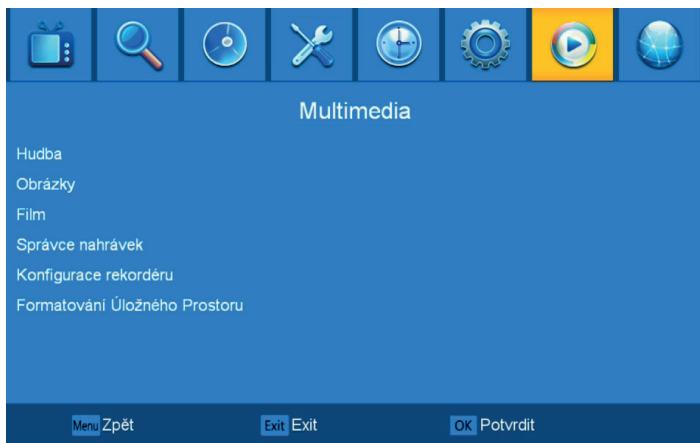 Multimedia
Hudba
Obrázky
Film
Správce nahrávek
Konfigurace rekordéru
Formatování Úložného Prostoru
Menu Zpět Exit Exit OK Potvrdit